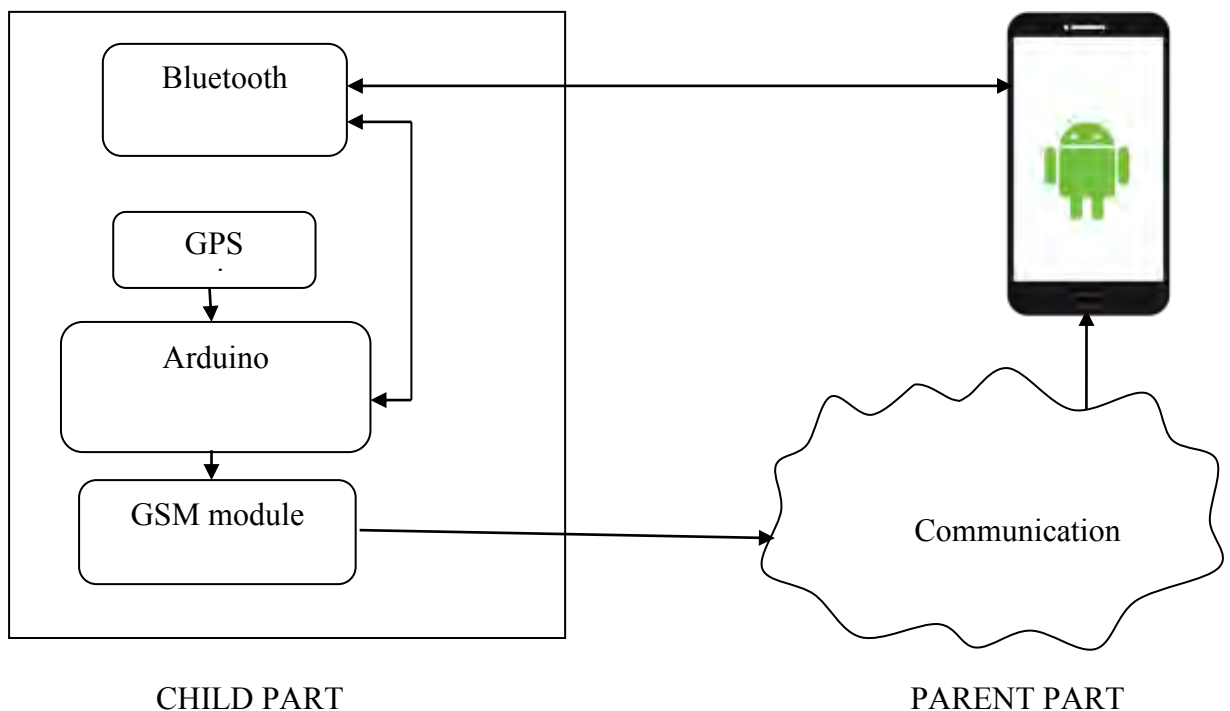 Bluetooth
GPS
Arduino
GSM module
Communication
CHILD PART
PARENT PART